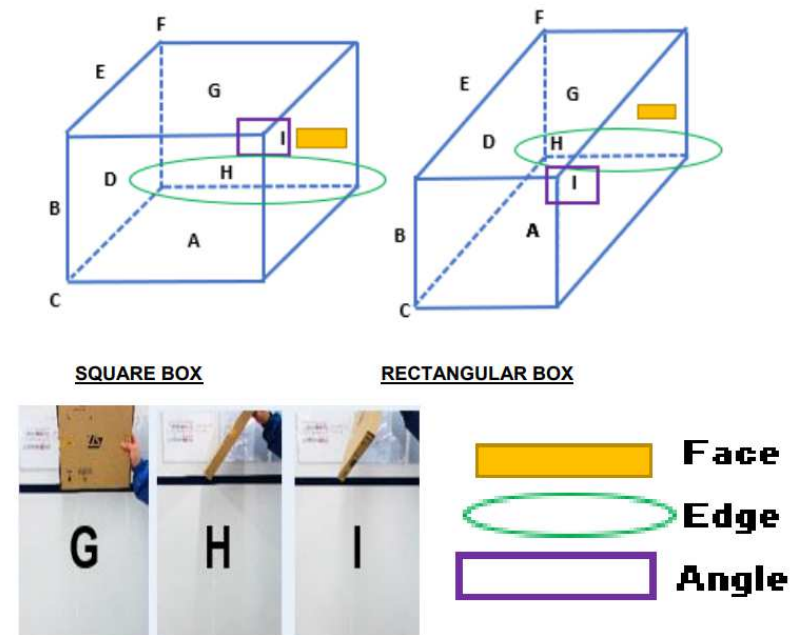 F F
E G E G
I
D H D H
I
B A B A
C C
SQUARE BOX RECTANGULAR BOX
G H I
Face
Edge
Angle